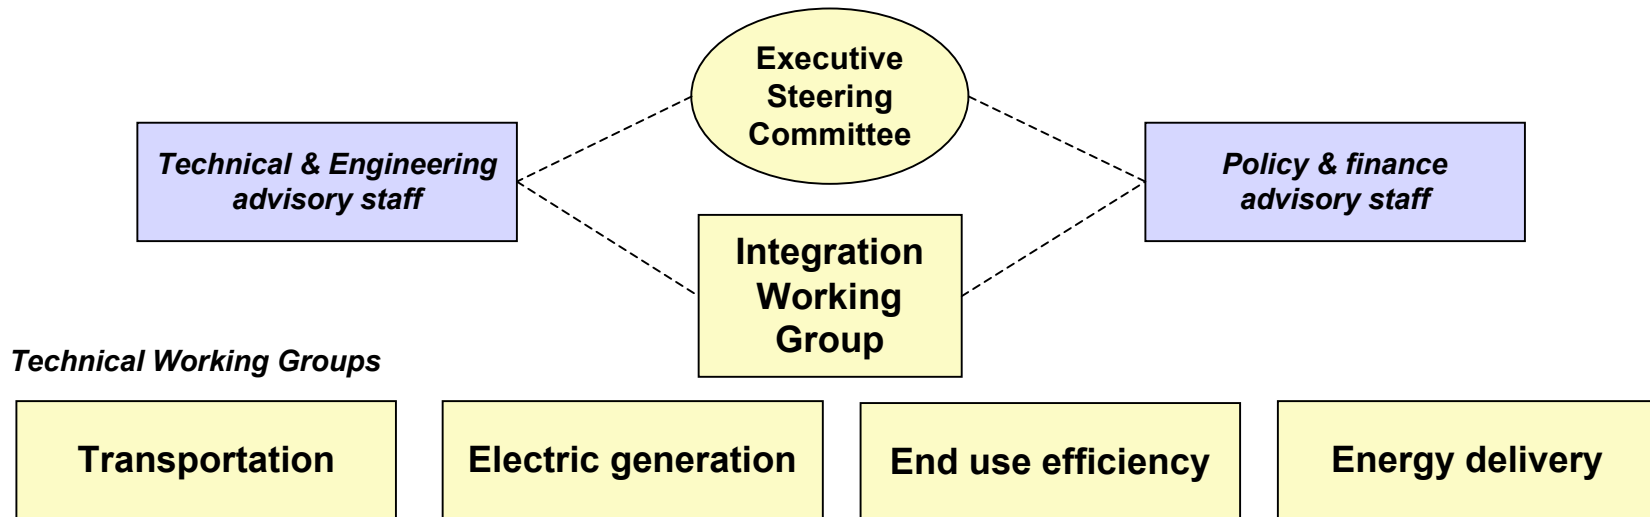 Executive
Steering
Committee
Technical & Engineering
advisory staff
Policy & finance
advisory staff
Integration
Working
Group
Technical Working Groups
Transportation
Electric generation
End use efficiency
Energy delivery